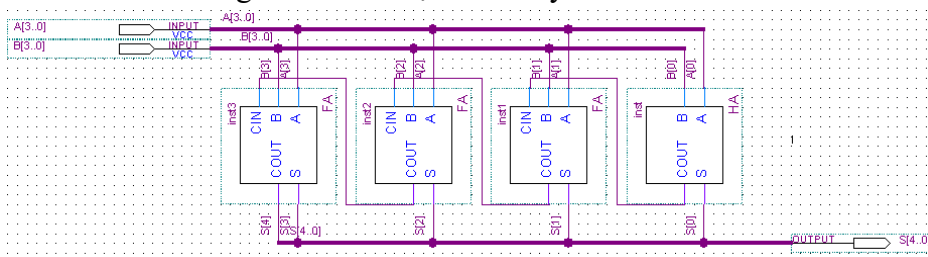 A[3..0] INPUT VCC A[3..0]
B[3..0] INPUT VCC B[3..0]
B[3] A[3] B[2] A[2] B[1] A[1] B[0] A[0]
inst3 FA inst2 FA inst1 FA inst HA
CIN B A CIN B A CIN B A B A
COUT S COUT S COUT S COUT S
S[4] S[3] S[2] S[1] S[0]
S[4..0]
OUTPUT S[4..0